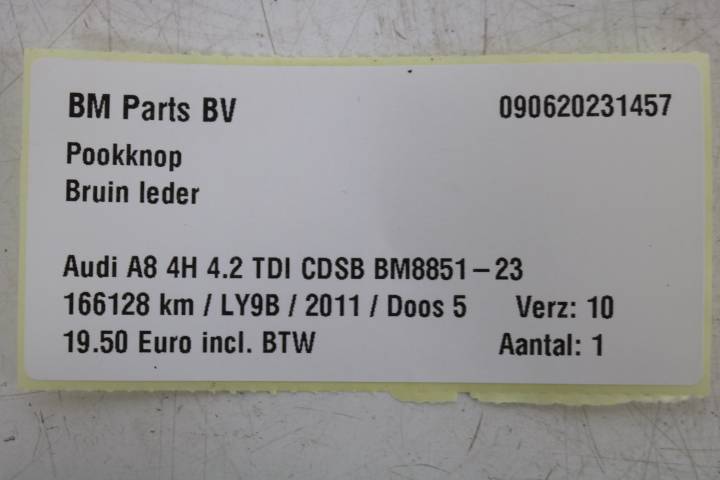 BM Parts BV 090620231457
Pookknop
Bruin leder
Audi A8 4H 4.2 TDI CDSB BM8851-23
166128 km / LY9B / 2011 / Doos 5 Verz: 10
19.50 Euro incl. BTW Aantal: 1